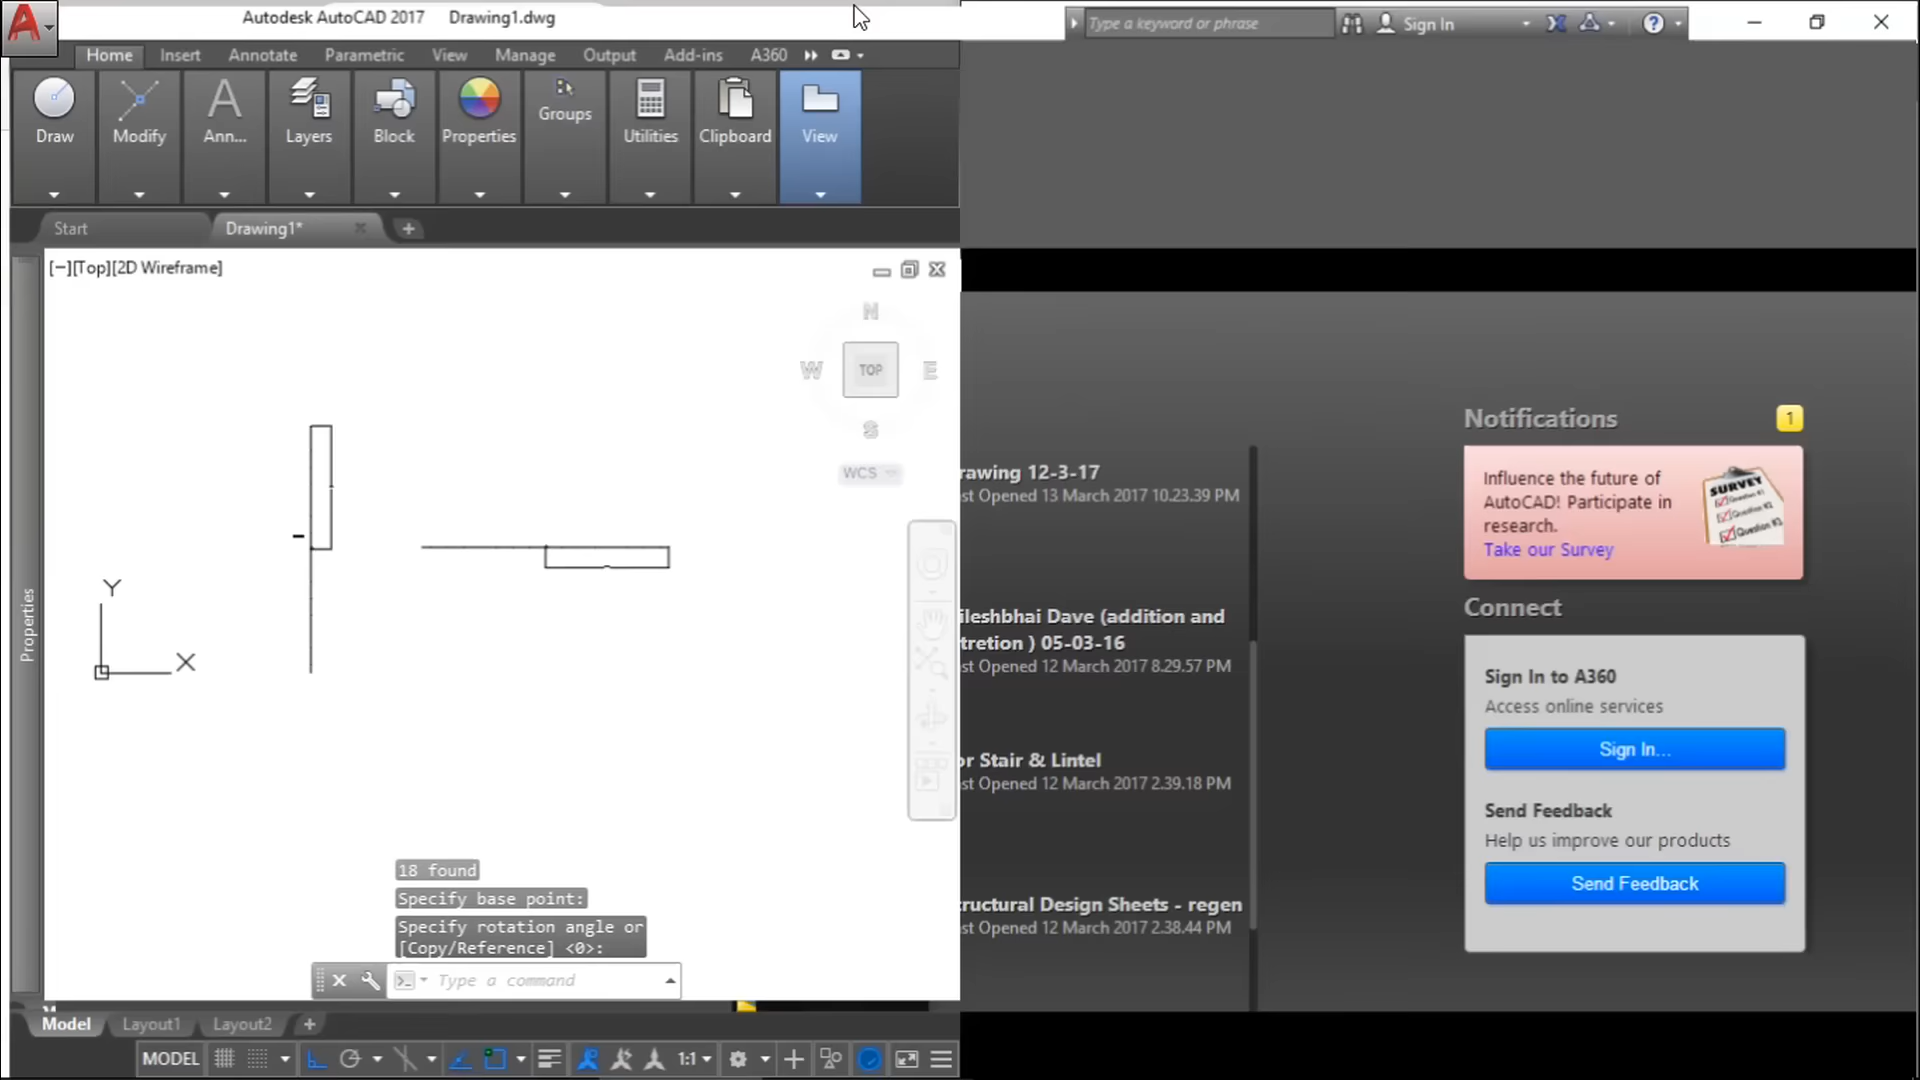 Autodesk AutoCAD 2017 Drawing1.dwg
Type a keyword or phrase
Sign In
Home Insert Annotate Parametric View Manage Output Add-ins A360
Draw Modify Ann... Layers Block Properties Groups Utilities Clipboard View
Start Drawing1*
[−][Top][2D Wireframe]
N
W TOP E
S
WCS
Properties
Y
X
18 found
Specify base point:
Specify rotation angle or
[Copy/Reference] <0>:
Type a command
Model Layout1 Layout2 +
MODEL 1:1
rawing 12-3-17
st Opened 13 March 2017 10.23.39 PM
ileshbhai Dave (addition and
tretion ) 05-03-16
st Opened 12 March 2017 8.29.57 PM
or Stair & Lintel
st Opened 12 March 2017 2.39.18 PM
tructural Design Sheets - regen
st Opened 12 March 2017 2.38.44 PM
Notifications 1
Influence the future of
AutoCAD! Participate in
research.
Take our Survey
SURVEY
Question #1
Connect
Sign In to A360
Access online services
Sign In...
Send Feedback
Help us improve our products
Send Feedback